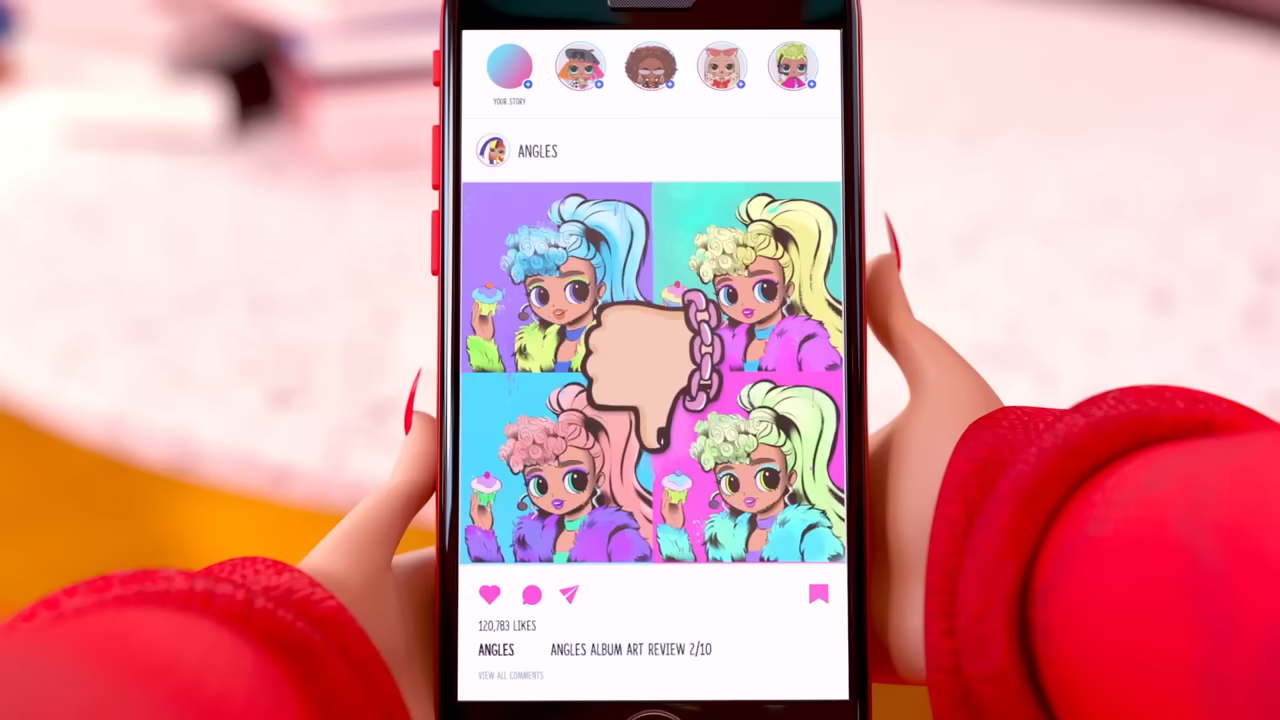 YOUR STORY
ANGLES
120,783 LIKES
ANGLES ANGLES ALBUM ART REVIEW 2/10
VIEW ALL COMMENTS